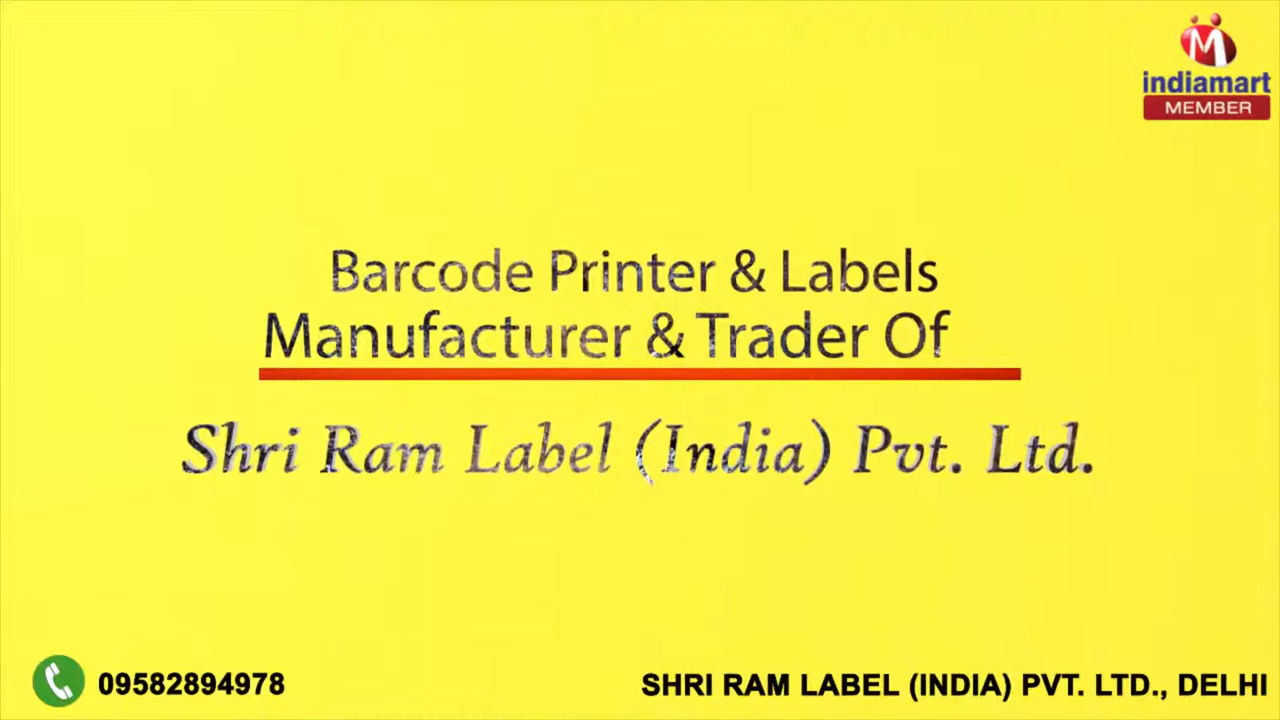 indiamart
MEMBER
Barcode Printer & Labels
Manufacturer & Trader Of
Shri Ram Label (India) Pvt. Ltd.
09582894978
SHRI RAM LABEL (INDIA) PVT. LTD., DELHI